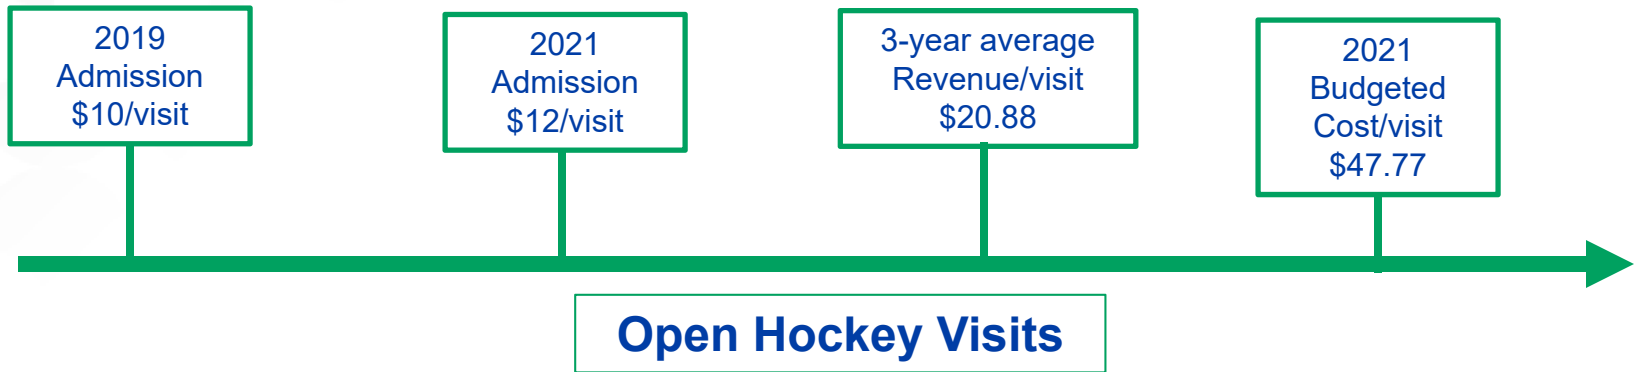 2019
Admission
$10/visit
2021
Admission
$12/visit
3-year average
Revenue/visit
$20.88
2021
Budgeted
Cost/visit
$47.77
Open Hockey Visits